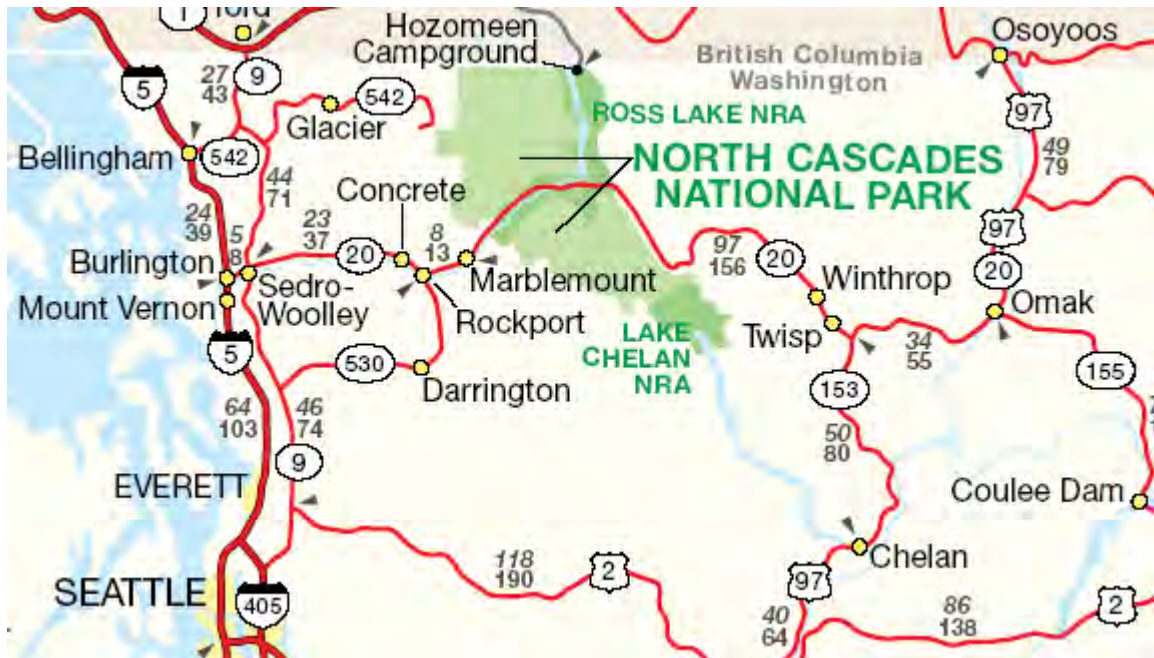 1
ford
Hozomeen
Campground
Osoyoos
British Columbia
Washington
5
27
43
9
542
97
ROSS LAKE NRA
Glacier
Bellingham
542
NORTH CASCADES
NATIONAL PARK
49
79
44
71
Concrete
24
39
5
8
23
37
20
8
13
97
156
20
97
20
Burlington
Sedro-
Woolley
Marblemount
Winthrop
Omak
Mount Vernon
Rockport
Twisp
34
55
5
LAKE
CHELAN
NRA
530
Darrington
153
155
64
103
46
74
50
80
9
EVERETT
Coulee Dam
118
190
2
Chelan
97
SEATTLE
405
40
64
86
138
2